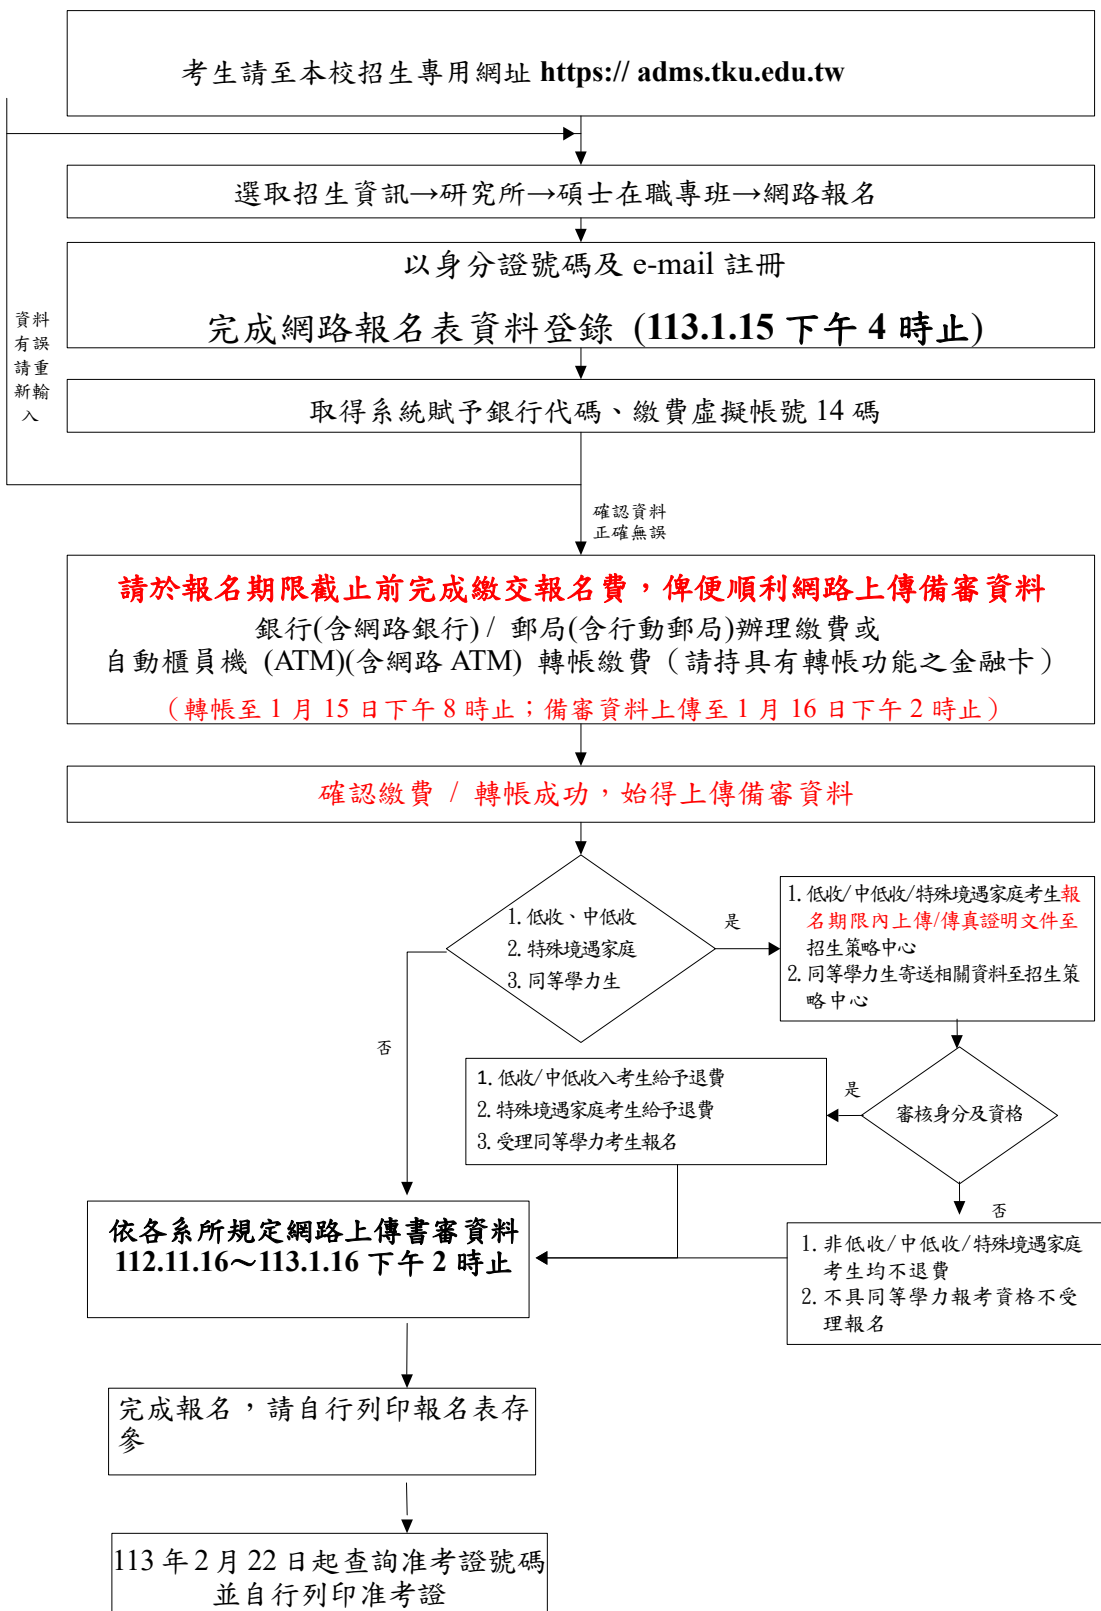 考生請至本校招生專用網址 https:// adms.tku.edu.tw
選取招生資訊→研究所→碩士在職專班→網路報名
以身分證號碼及 e-mail 註冊
完成網路報名表資料登錄 (113.1.15 下午 4 時止)
資料
有誤
請重
新輸
入
取得系統賦予銀行代碼、繳費虛擬帳號 14 碼
確認資料
正確無誤
請於報名期限截止前完成繳交報名費，俾便順利網路上傳備審資料
銀行(含網路銀行) / 郵局(含行動郵局)辦理繳費或
自動櫃員機 (ATM)(含網路 ATM) 轉帳繳費（請持具有轉帳功能之金融卡）
（轉帳至 1 月 15 日下午 8 時止；備審資料上傳至 1 月 16 日下午 2 時止）
確認繳費 / 轉帳成功，始得上傳備審資料
1. 低收、中低收
2. 特殊境遇家庭
3. 同等學力生
是
1. 低收/中低收/特殊境遇家庭考生報
名期限內上傳/傳真證明文件至
招生策略中心
2. 同等學力生寄送相關資料至招生策
略中心
否
1. 低收/中低收入考生給予退費
2. 特殊境遇家庭考生給予退費
3. 受理同等學力考生報名
是
審核身分及資格
否
1. 非低收/中低收/特殊境遇家庭
考生均不退費
2. 不具同等學力報考資格不受
理報名
依各系所規定網路上傳書審資料
112.11.16～113.1.16 下午 2 時止
完成報名，請自行列印報名表存
參
113 年 2 月 22 日起查詢准考證號碼
並自行列印准考證